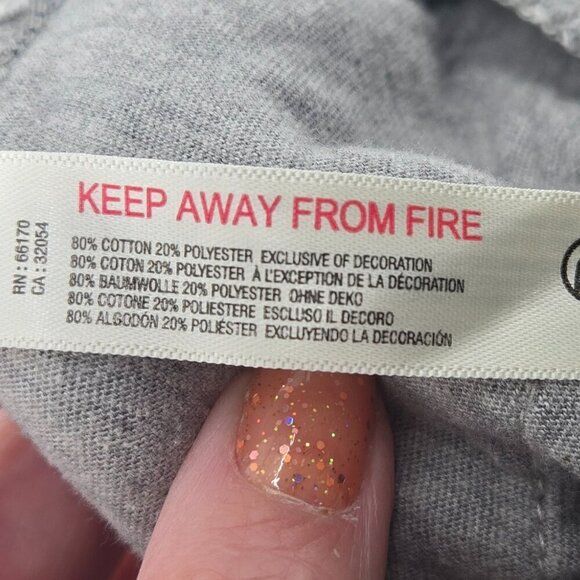 KEEP AWAY FROM FIRE
80% COTTON 20% POLYESTER EXCLUSIVE OF DECORATION
80% COTON 20% POLYESTER À L'EXCEPTION DE LA DÉCORATION
80% BAUMWOLLE 20% POLYESTER OHNE DEKO
80% COTONE 20% POLIESTERE ESCLUSO IL DECORO
80% ALGODÓN 20% POLIÉSTER EXCLUYENDO LA DECORACIÓN
RN: 66170
CA: 32054